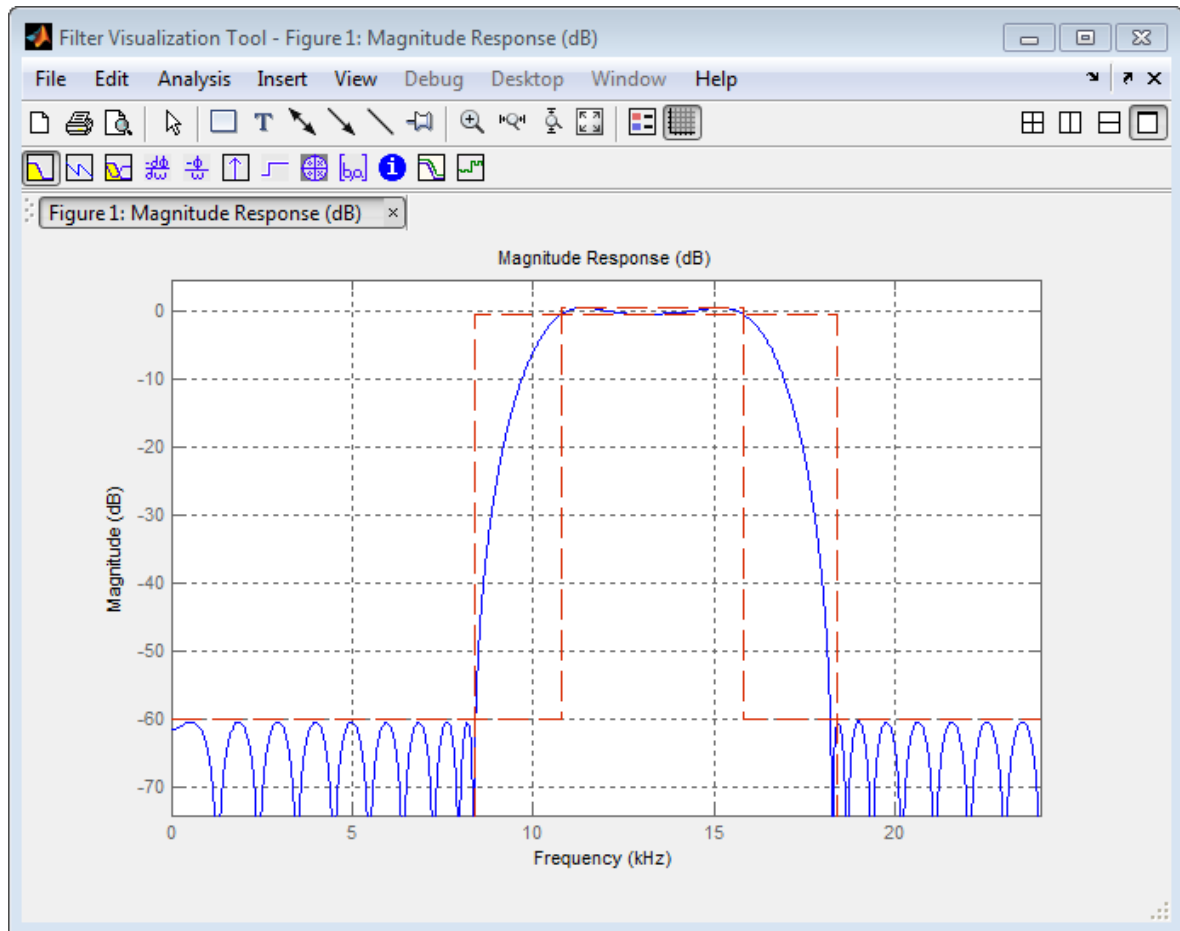 Filter Visualization Tool - Figure 1: Magnitude Response (dB)
File Edit Analysis Insert View Debug Desktop Window Help
T
[b,a] i
Figure 1: Magnitude Response (dB) ×
Magnitude Response (dB)
0
-10
-20
-30
-40
-50
-60
-70
Magnitude (dB)
0 5 10 15 20
Frequency (kHz)